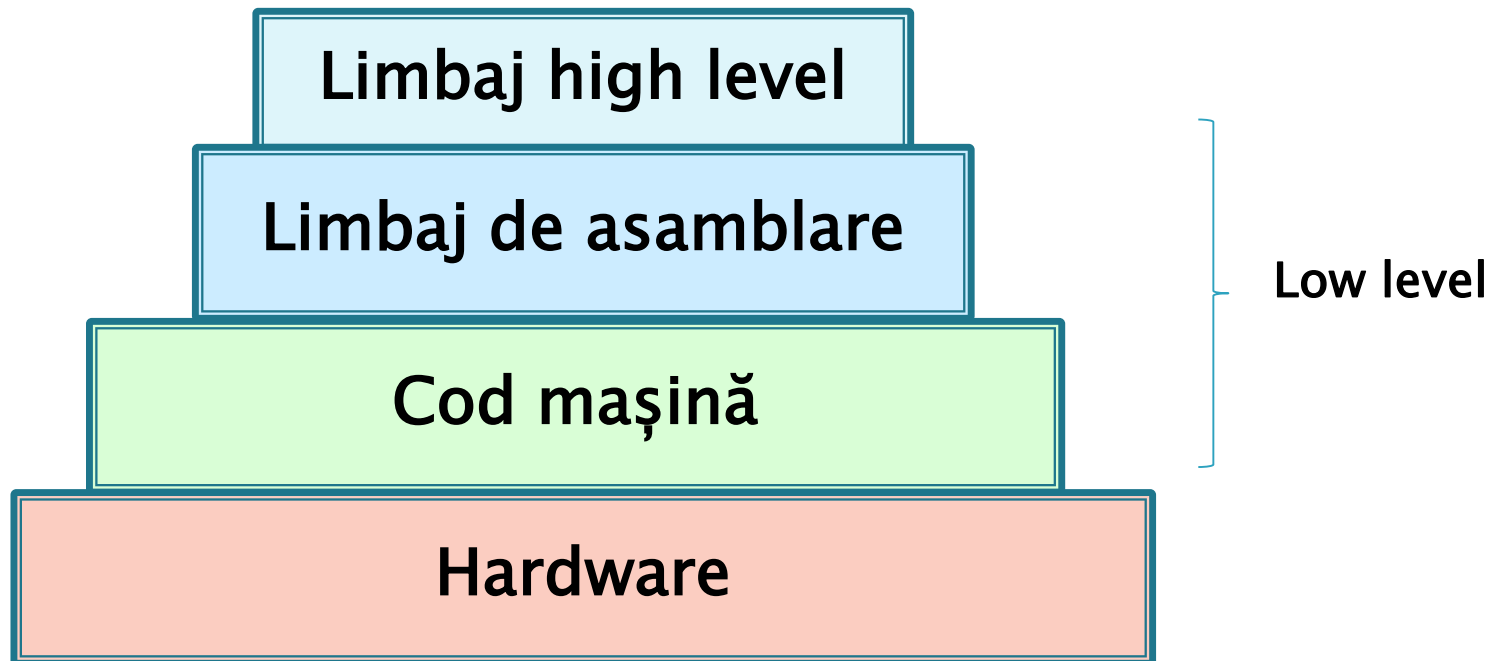 Limbaj high level
Limbaj de asamblare
Low level
Cod mașină
Hardware